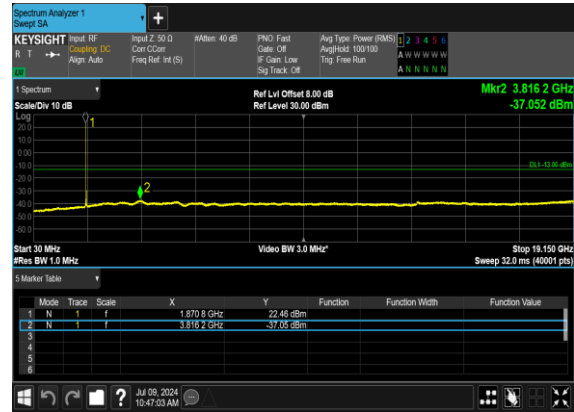 Spectrum Analyzer 1
Swept SA
+
KEYSIGHT Input: RF Input Z: 50 Ω #Atten: 40 dB PNO: Fast Avg Type: Power (RMS) 1 2 3 4 5 6
R T Coupling: DC Corr CCorr Gate: Off Avg|Hold: 100/100 A W W W W W
Align: Auto Freq Ref: Int (S) IF Gain: Low Trig: Free Run
Sig Track: Off A N N N N N
1 Spectrum Ref Lvl Offset 8.00 dB Mkr2 3.816 2 GHz
Scale/Div 10 dB Ref Level 30.00 dBm -37.052 dBm
Log
20.0 1
10.0
0.00
-10.0 DL1 -13.00 dBm
-20.0
-30.0 2
-40.0
-50.0
-60.0
Start 30 MHz Video BW 3.0 MHz* Stop 19.150 GHz
#Res BW 1.0 MHz Sweep 32.0 ms (40001 pts)
5 Marker Table
Mode Trace Scale X Y Function Function Width Function Value
1 N 1 f 1.870 8 GHz 22.46 dBm
2 N 1 f 3.816 2 GHz -37.05 dBm
3
4
5
6
? Jul 09, 2024
10:47:03 AM